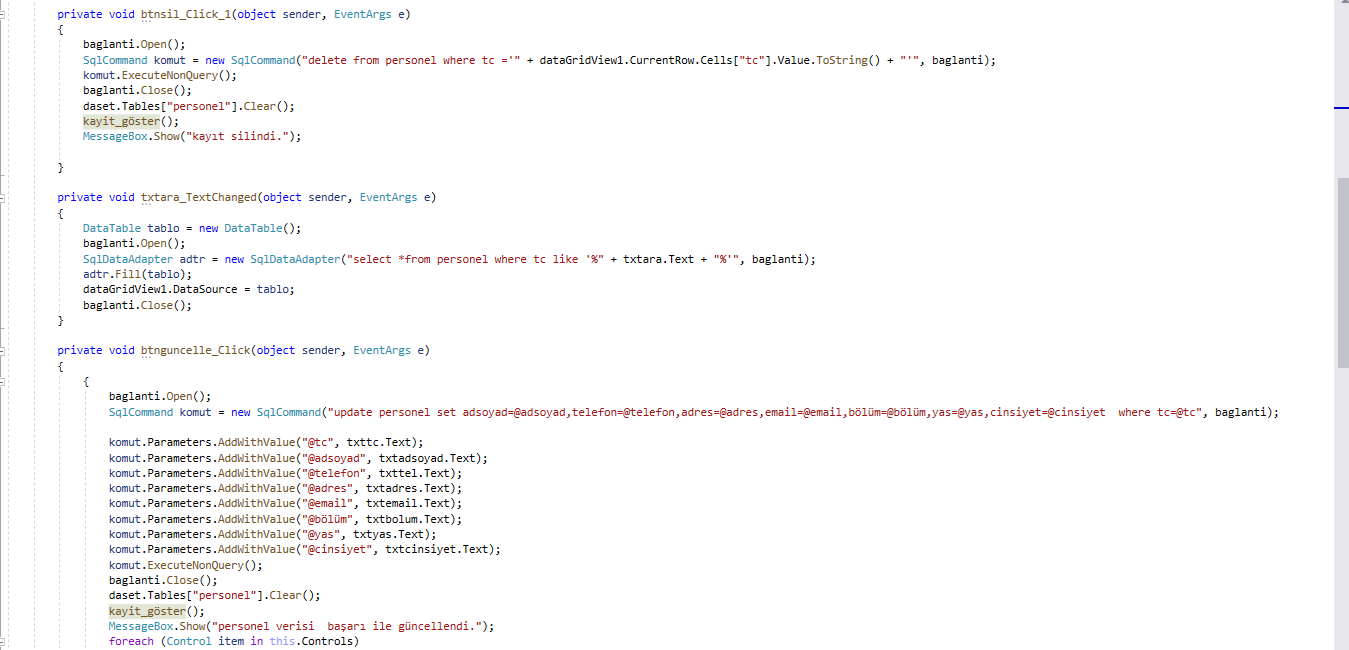 private void btnsil_Click_1(object sender, EventArgs e)
{
baglanti.Open();
SqlCommand komut = new SqlCommand("delete from personel where tc ='" + dataGridView1.CurrentRow.Cells["tc"].Value.ToString() + "'", baglanti);
komut.ExecuteNonQuery();
baglanti.Close();
daset.Tables["personel"].Clear();
kayit_göster();
MessageBox.Show("kayıt silindi.");
}
private void txtara_TextChanged(object sender, EventArgs e)
{
DataTable tablo = new DataTable();
baglanti.Open();
SqlDataAdapter adtr = new SqlDataAdapter("select *from personel where tc like '%" + txtara.Text + "%'", baglanti);
adtr.Fill(tablo);
dataGridView1.DataSource = tablo;
baglanti.Close();
}
private void btnguncelle_Click(object sender, EventArgs e)
{
{
baglanti.Open();
SqlCommand komut = new SqlCommand("update personel set adsoyad=@adsoyad,telefon=@telefon,adres=@adres,email=@email,bölüm=@bölüm,yas=@yas,cinsiyet=@cinsiyet  where tc=@tc", baglanti);
komut.Parameters.AddWithValue("@tc", txttc.Text);
komut.Parameters.AddWithValue("@adsoyad", txtadsoyad.Text);
komut.Parameters.AddWithValue("@telefon", txttel.Text);
komut.Parameters.AddWithValue("@adres", txtadres.Text);
komut.Parameters.AddWithValue("@email", txtemail.Text);
komut.Parameters.AddWithValue("@bölüm", txtbolum.Text);
komut.Parameters.AddWithValue("@yas", txtyas.Text);
komut.Parameters.AddWithValue("@cinsiyet", txtcinsiyet.Text);
komut.ExecuteNonQuery();
baglanti.Close();
daset.Tables["personel"].Clear();
kayit_göster();
MessageBox.Show("personel verisi  başarı ile güncellendi.");
foreach (Control item in this.Controls)